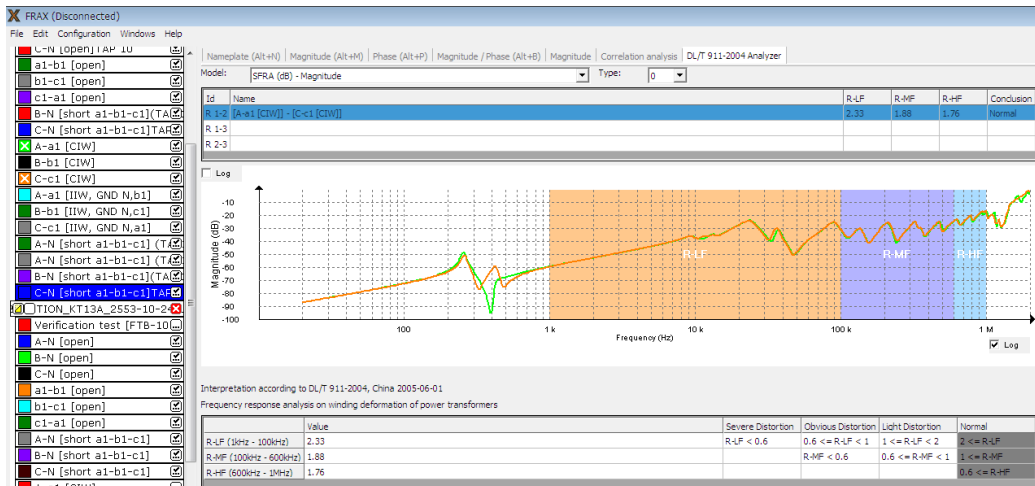 FRAX (Disconnected)
File Edit Configuration Windows Help
C-N [open]TAP 10
a1-b1 [open]
b1-c1 [open]
c1-a1 [open]
B-N [short a1-b1-c1](TA
C-N [short a1-b1-c1]TAP
A-a1 [CIW]
B-b1 [CIW]
C-c1 [CIW]
A-a1 [IIW, GND N,b1]
B-b1 [IIW, GND N,c1]
C-c1 [IIW, GND N,a1]
A-N [short a1-b1-c1] (TA
A-N [short a1-b1-c1] (TA
B-N [short a1-b1-c1](TA
C-N [short a1-b1-c1]TAP
TION_KT13A_2553-10-2
Verification test [FTB-10
A-N [open]
B-N [open]
C-N [open]
a1-b1 [open]
b1-c1 [open]
c1-a1 [open]
A-N [short a1-b1-c1]
B-N [short a1-b1-c1]
C-N [short a1-b1-c1]
Nameplate (Alt+N) Magnitude (Alt+M) Phase (Alt+P) Magnitude / Phase (Alt+B) Magnitude Correlation analysis DL/T 911-2004 Analyzer
Model: SFRA (dB) - Magnitude Type: 0
Id Name R-LF R-MF R-HF Conclusion
R 1-2 [A-a1 [CIW]] - [C-c1 [CIW]] 2.33 1.88 1.76 Normal
R 1-3
R 2-3
Log
Magnitude (dB)
-10
-20
-30
-40
-50
-60
-70
-80
-90
-100
R-LF R-MF R-HF
100 1 k 10 k 100 k 1 M
Frequency (Hz)
Log
Interpretation according to DL/T 911-2004, China 2005-06-01
Frequency response analysis on winding deformation of power transformers
Value Severe Distortion Obvious Distortion Light Distortion Normal
R-LF (1kHz - 100kHz) 2.33 R-LF < 0.6 0.6 <= R-LF < 1 1 <= R-LF < 2 2 <= R-LF
R-MF (100kHz - 600kHz) 1.88 R-MF < 0.6 0.6 <= R-MF < 1 1 <= R-MF
R-HF (600kHz - 1MHz) 1.76 0.6 <= R-HF